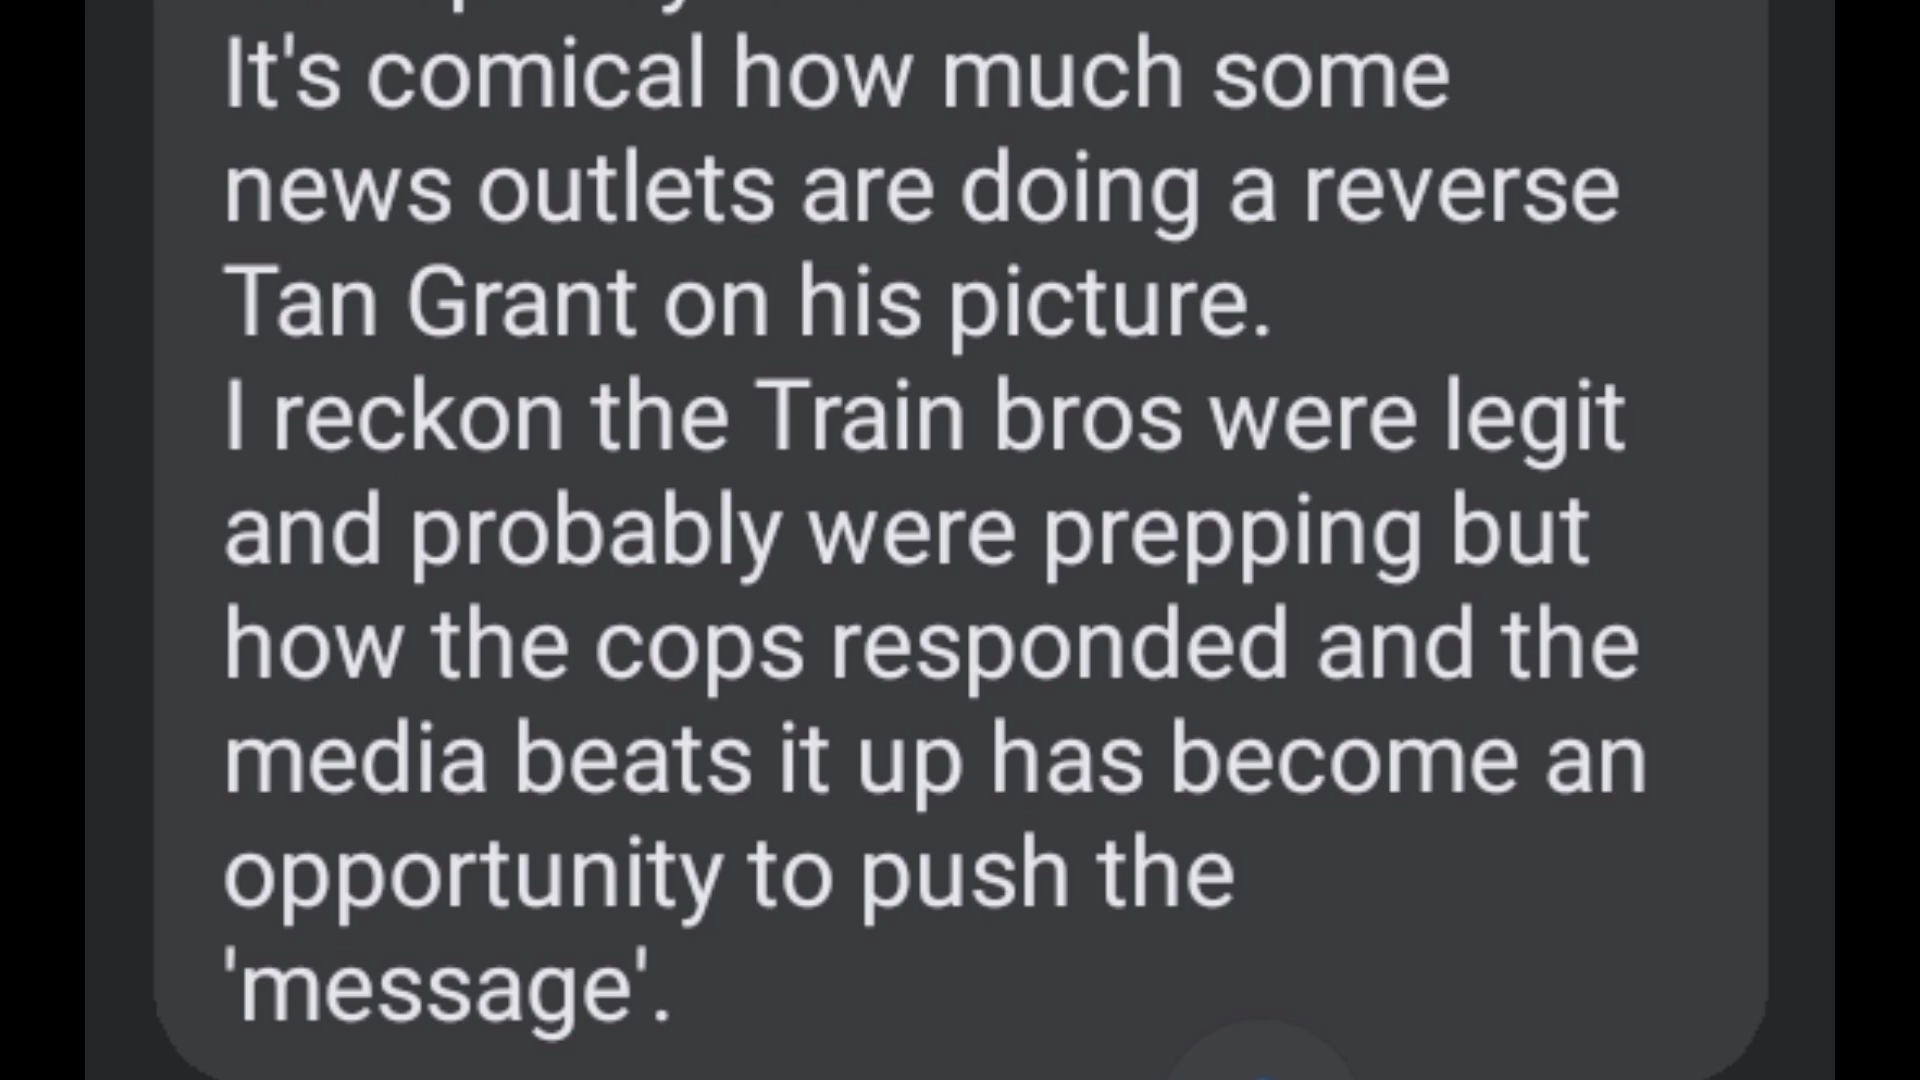 It's comical how much some
news outlets are doing a reverse
Tan Grant on his picture.
I reckon the Train bros were legit
and probably were prepping but
how the cops responded and the
media beats it up has become an
opportunity to push the
'message'.